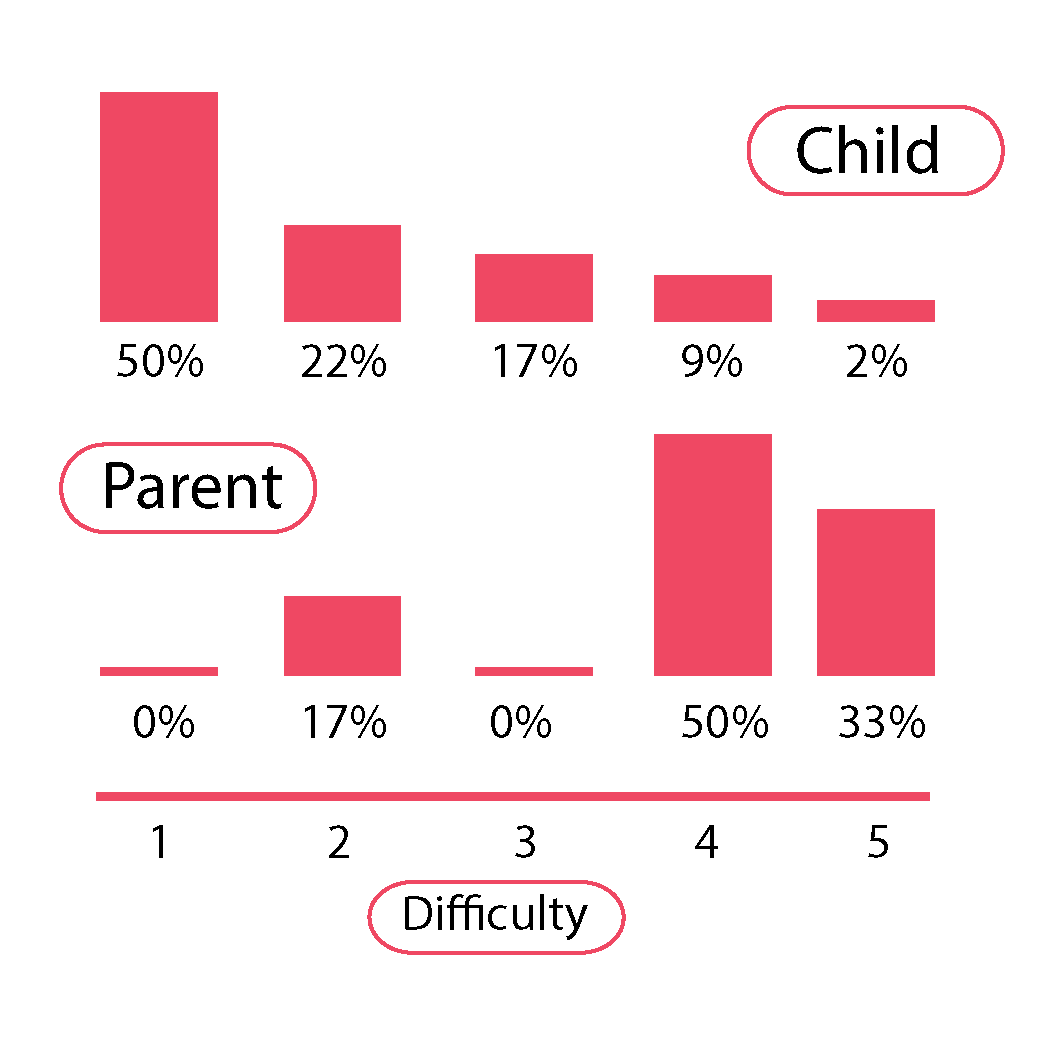 Child
50% 22% 17% 9% 2%
Parent
0% 17% 0% 50% 33%
1 2 3 4 5
Difficulty